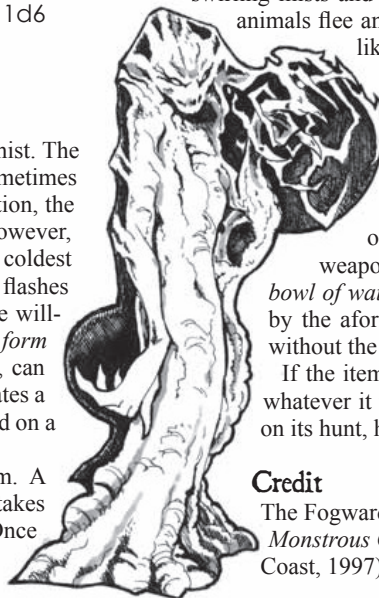 1d6
nist. The
metimes
tion, the
owever,
coldest
flashes
e will-
form
, can
ates a
d on a
m. A
takes
Once
swirling mists and
animals flee an
lik
o
weapo
bowl of wat
by the afor
without the
If the item
whatever it
on its hunt, h
Credit
The Fogwar
Monstrous
Coast, 1997)